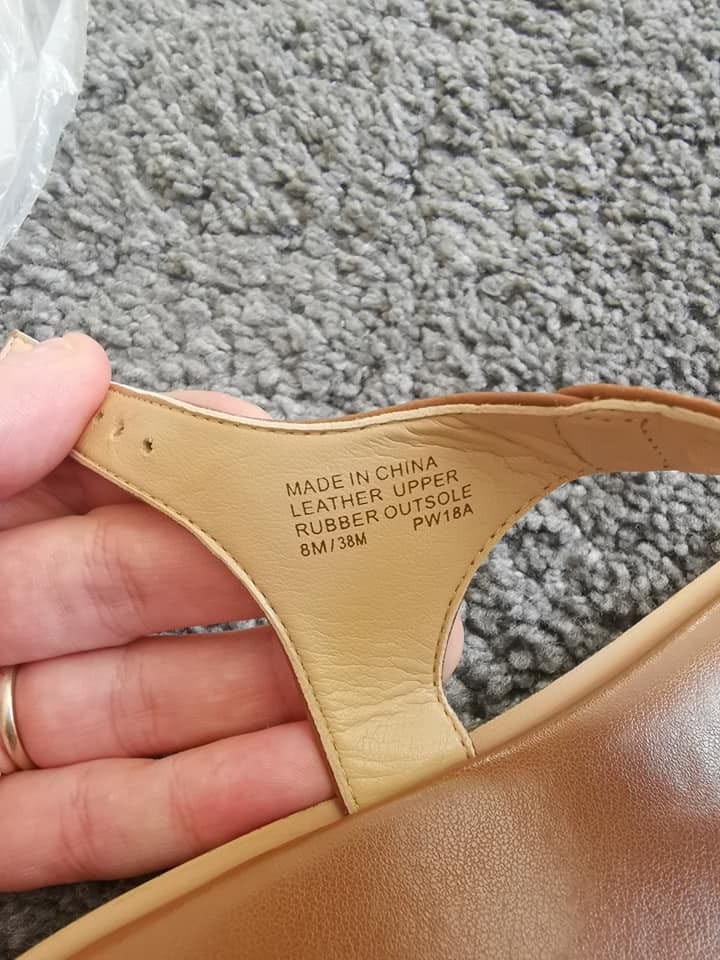 MADE IN CHINA
LEATHER UPPER
RUBBER OUTSOLE
8M/38M PW18A